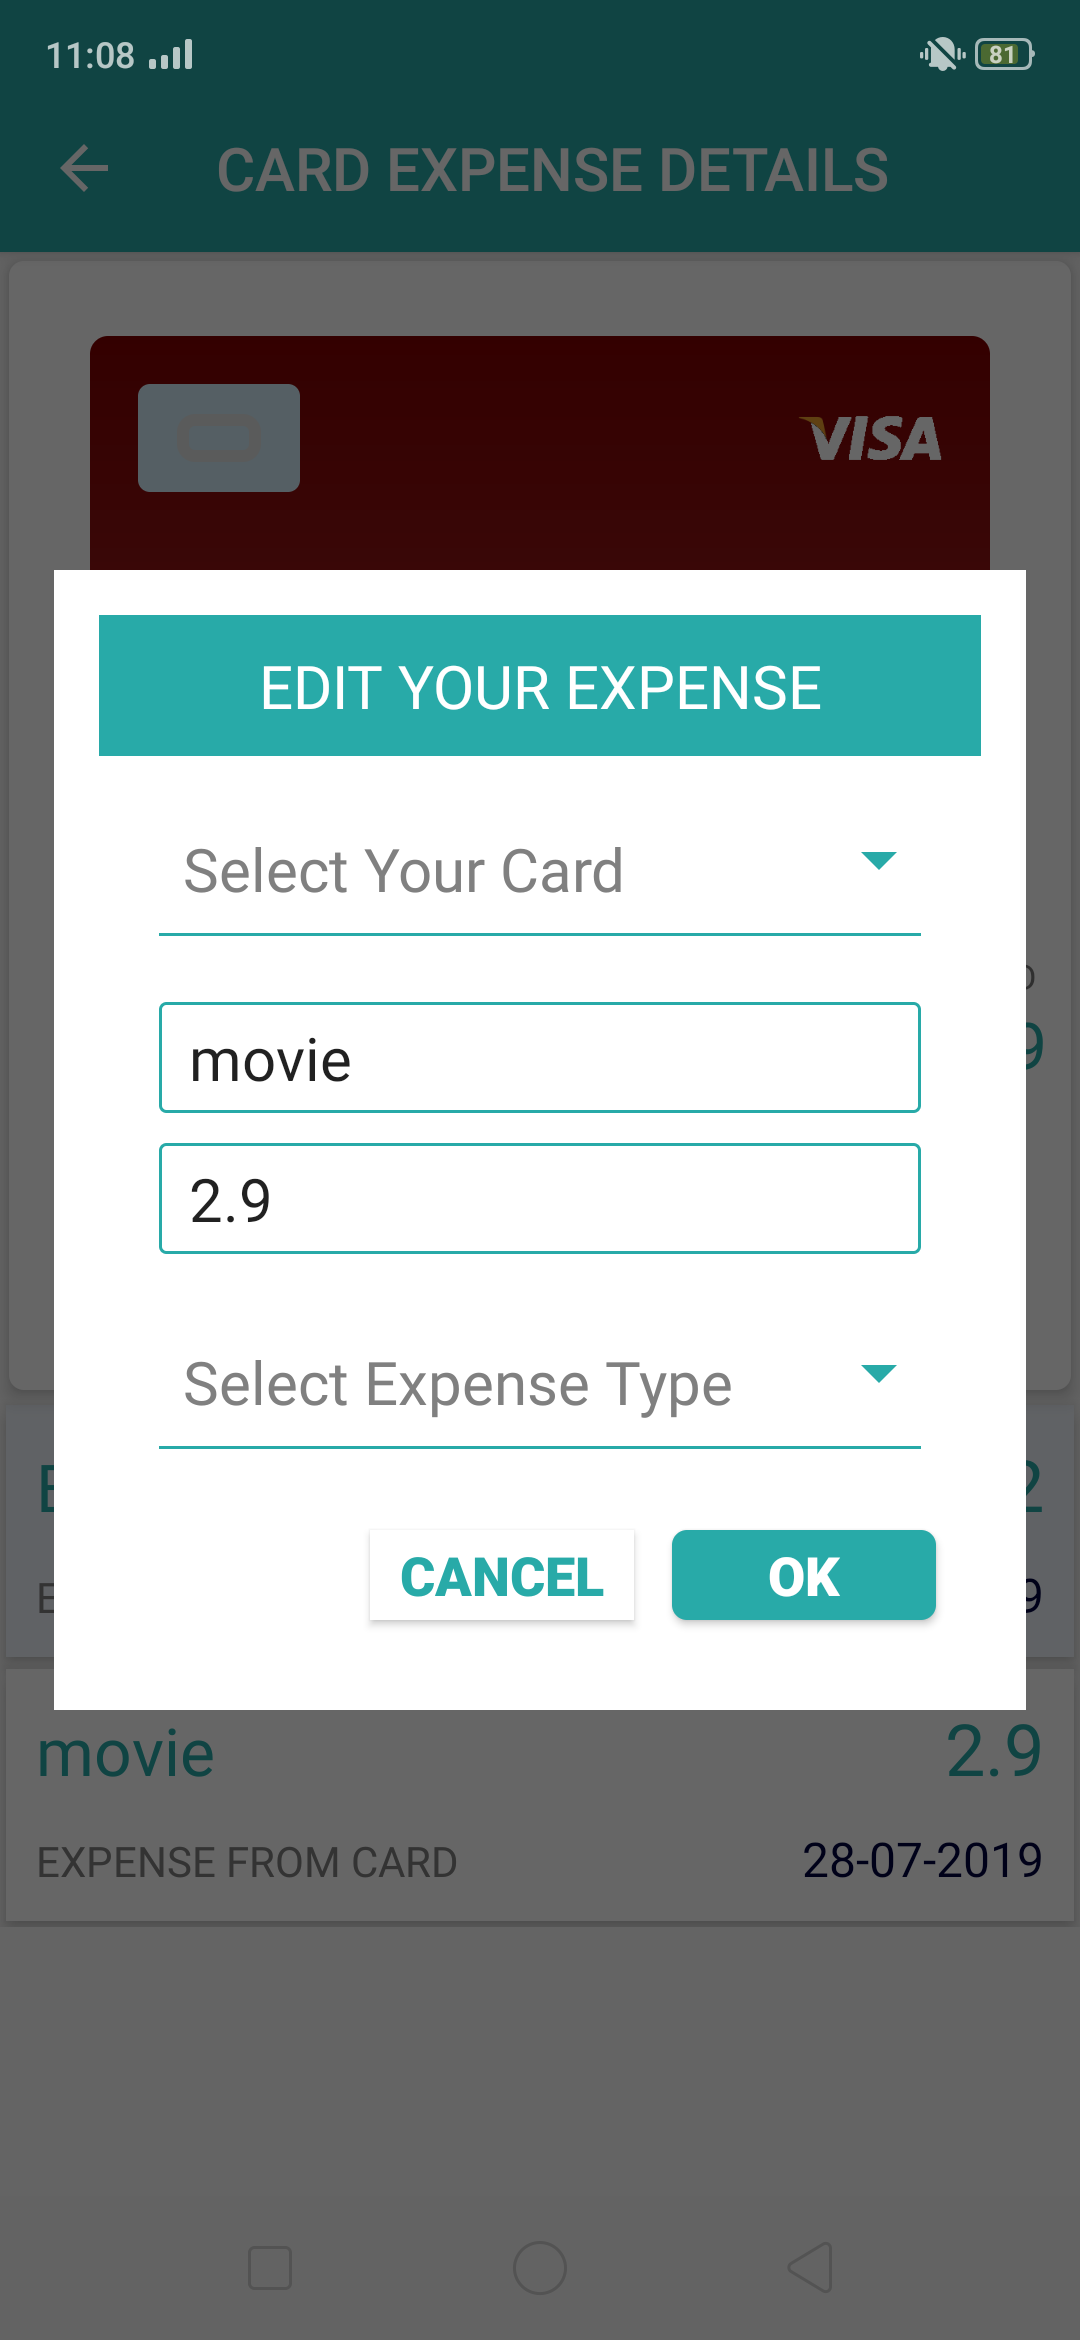 11:08
81
CARD EXPENSE DETAILS
VISA
EDIT YOUR EXPENSE
Select Your Card
movie
2.9
Select Expense Type
CANCEL OK
movie 2.9
EXPENSE FROM CARD 28-07-2019